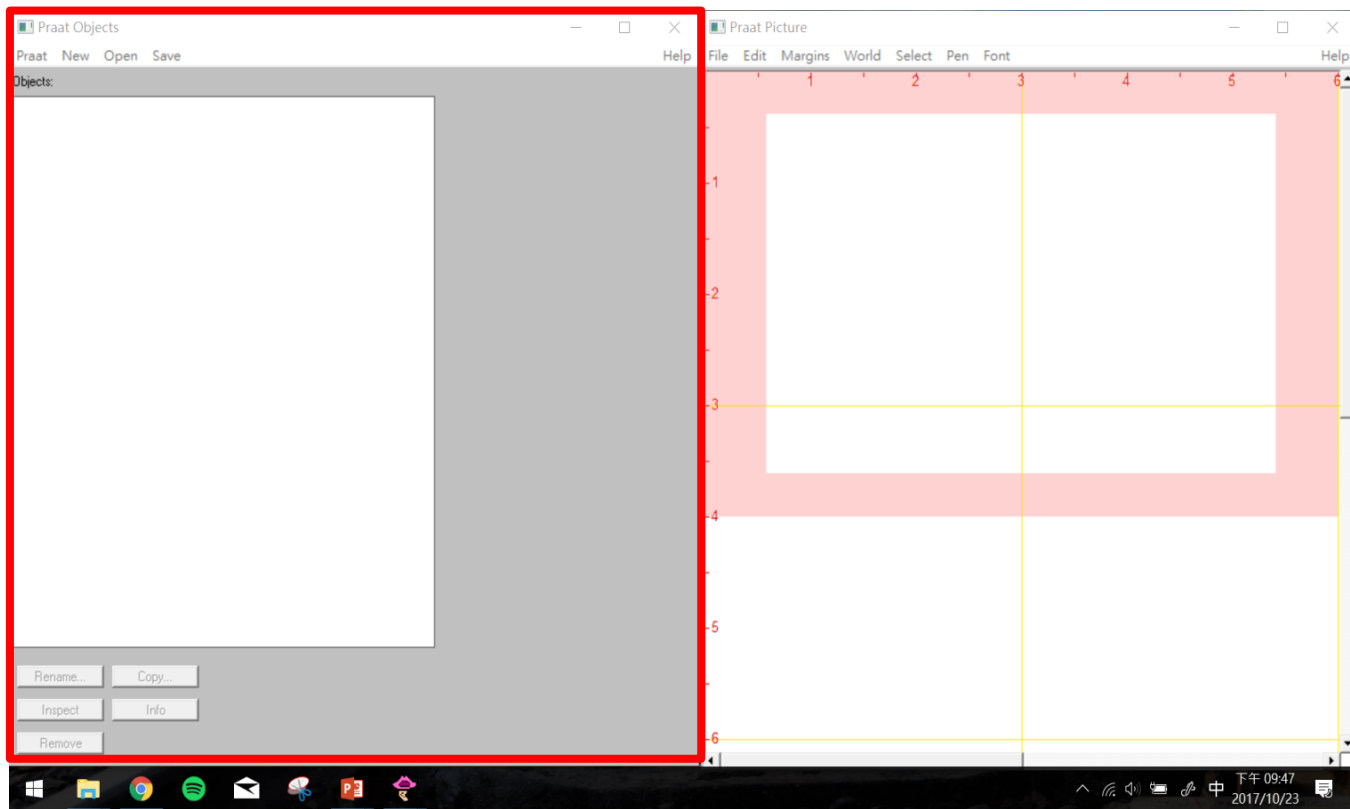 Praat Objects
Praat New Open Save Help
Objects:
Rename... Copy...
Inspect Info
Remove
Praat Picture
File Edit Margins World Select Pen Font Help
1 2 3 4 5 6
1
2
3
4
5
6
中
下午 09:47
2017/10/23